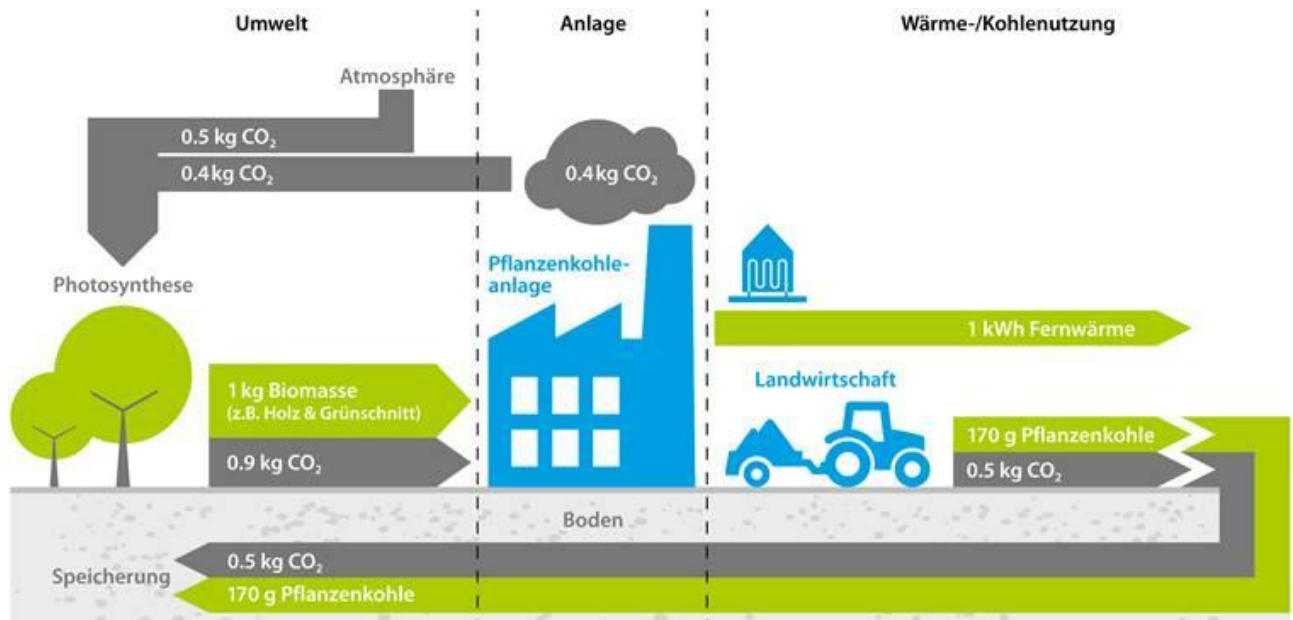 Umwelt
Anlage
Wärme-/Kohlenutzung
Atmosphäre
0.5 kg CO₂
0.4 kg CO₂
0.4 kg CO₂
Photosynthese
Pflanzenkohle-
anlage
1 kWh Fernwärme
1 kg Biomasse
(z.B. Holz & Grünschnitt)
0.9 kg CO₂
Landwirtschaft
170 g Pflanzenkohle
0.5 kg CO₂
Boden
0.5 kg CO₂
Speicherung
170 g Pflanzenkohle